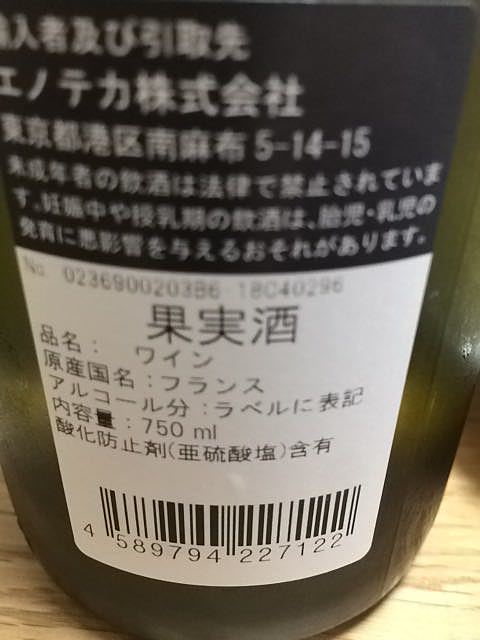 輸入者及び引取先
エノテカ株式会社
東京都港区南麻布 5-14-15
未成年者の飲酒は法律で禁止されていま
す。妊娠中や授乳期の飲酒は、胎児・乳児の
発育に悪影響を与えるおそれがあります。
No 0236900203B6 18C40296
果実酒
品名： ワイン
原産国名：フランス
アルコール分：ラベルに表記
内容量：750 ml
酸化防止剤(亜硫酸塩)含有
4 589794 227122